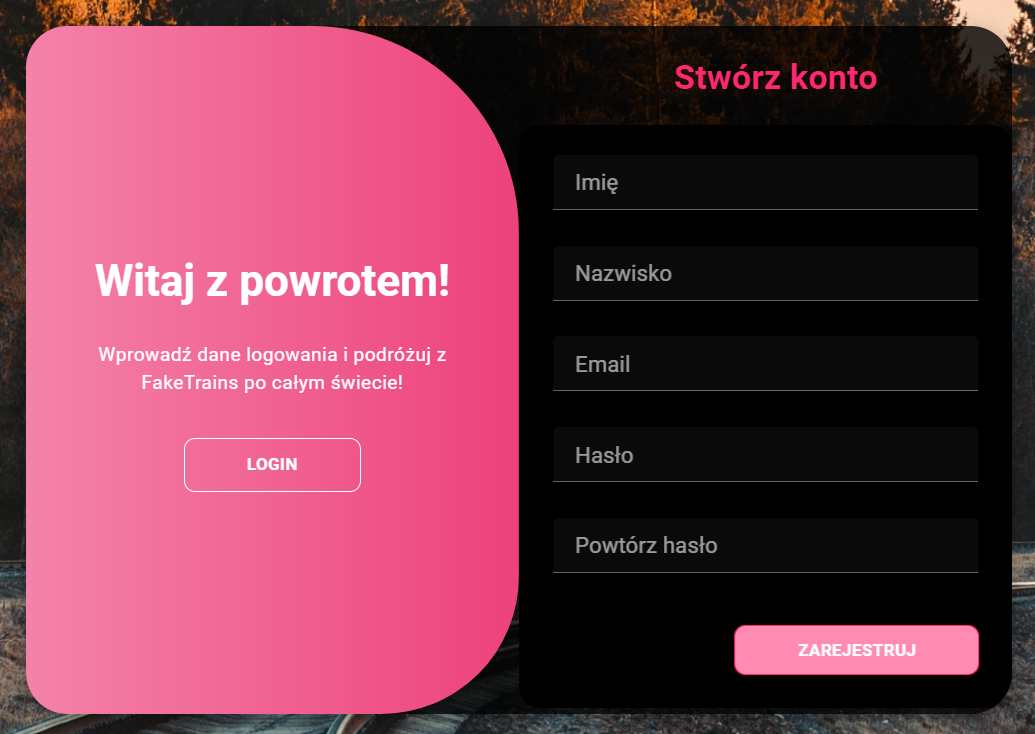 Witaj z powrotem!
Wprowadź dane logowania i podróżuj z
FakeTrains po całym świecie!
LOGIN
Stwórz konto
Imię
Nazwisko
Email
Hasło
Powtórz hasło
ZAREJESTRUJ